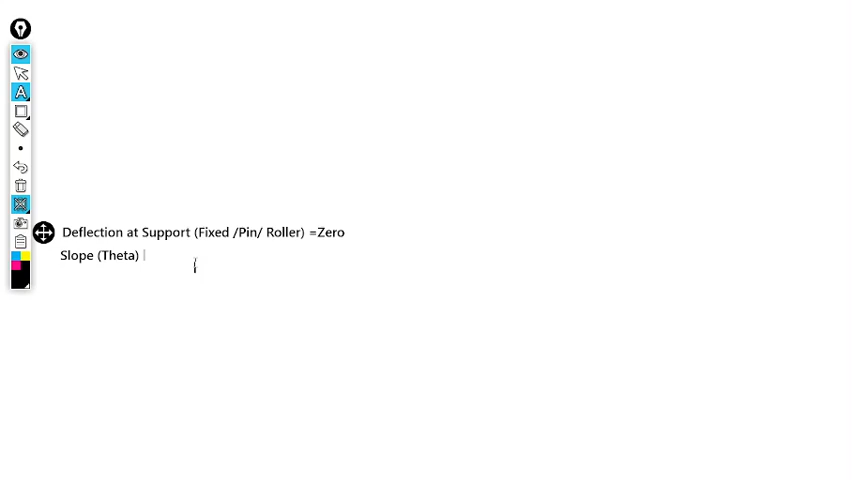 Deflection at Support (Fixed /Pin/ Roller) =Zero
Slope (Theta)